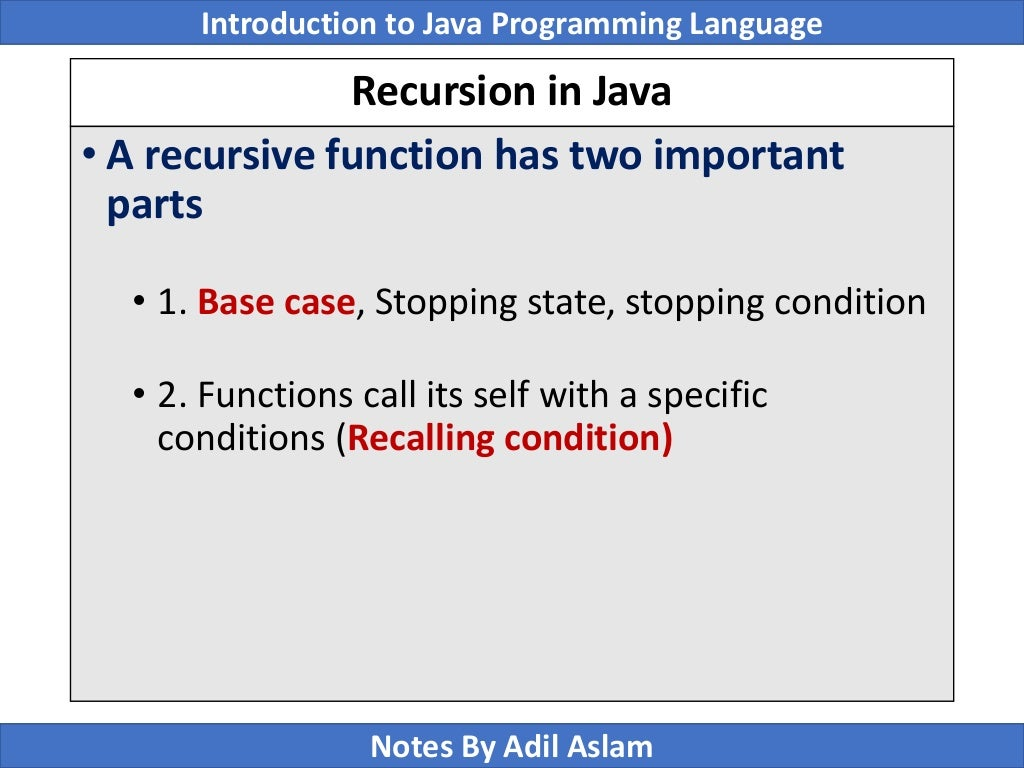 Introduction to Java Programming Language
Recursion in Java
• A recursive function has two important
parts
• 1. Base case, Stopping state, stopping condition
• 2. Functions call its self with a specific
conditions (Recalling condition)
Notes By Adil Aslam